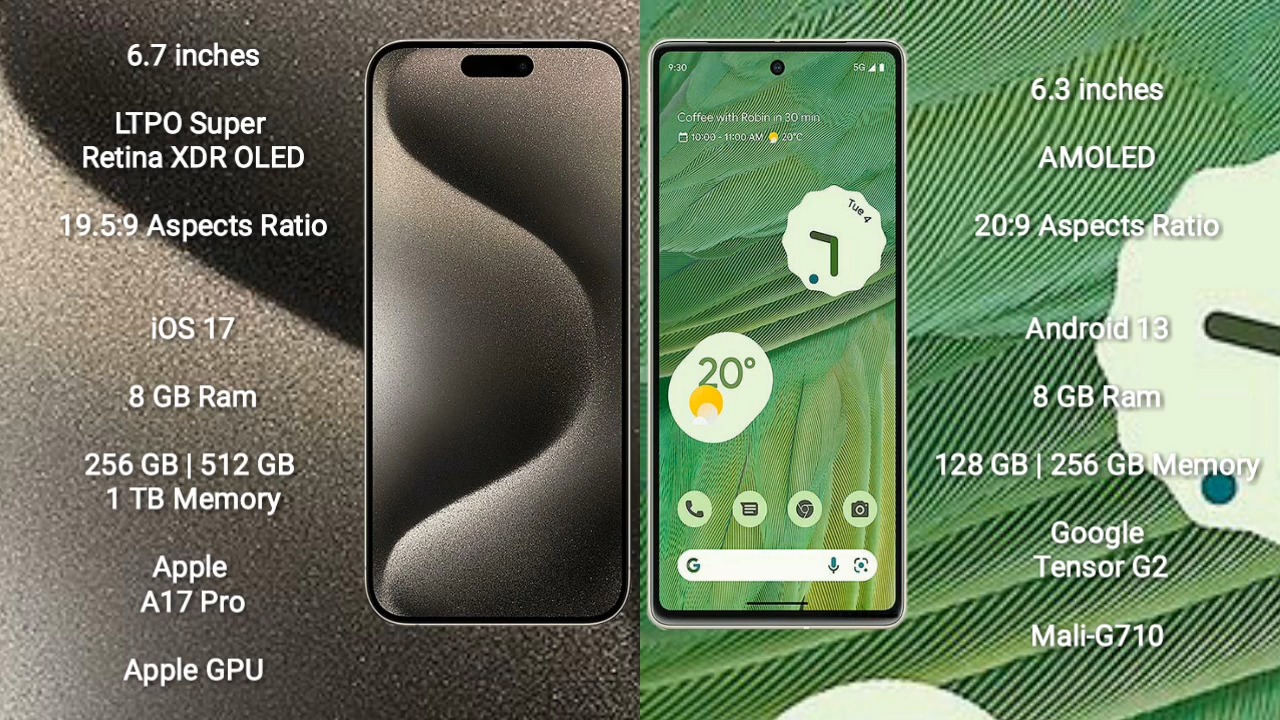 6.7 inches
LTPO Super
Retina XDR OLED
19.5:9 Aspects Ratio
iOS 17
8 GB Ram
256 GB | 512 GB
1 TB Memory
Apple
A17 Pro
Apple GPU
9:30
5G
Coffee with Robin in 30 min
10:00 - 11:00 AM
20°C
Tue 4
20°
G
6.3 inches
AMOLED
20:9 Aspects Ratio
Android 13
8 GB Ram
128 GB | 256 GB Memory
Google
Tensor G2
Mali-G710